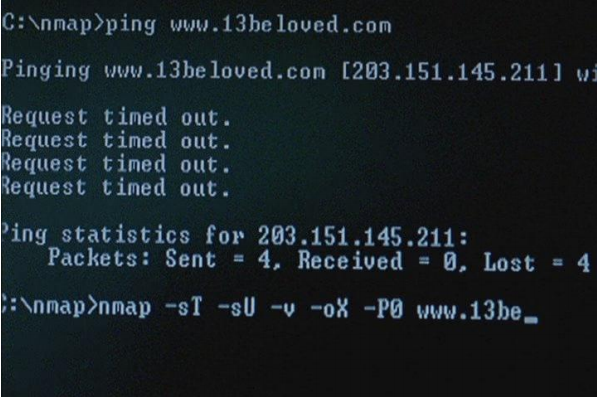 C:\nmap>ping www.13beloved.com
Pinging www.13beloved.com [203.151.145.211] wi
Request timed out.
Request timed out.
Request timed out.
Request timed out.
Ping statistics for 203.151.145.211:
Packets: Sent = 4, Received = 0, Lost = 4
C:\nmap>nmap -sT -sU -v -oX -P0 www.13be_